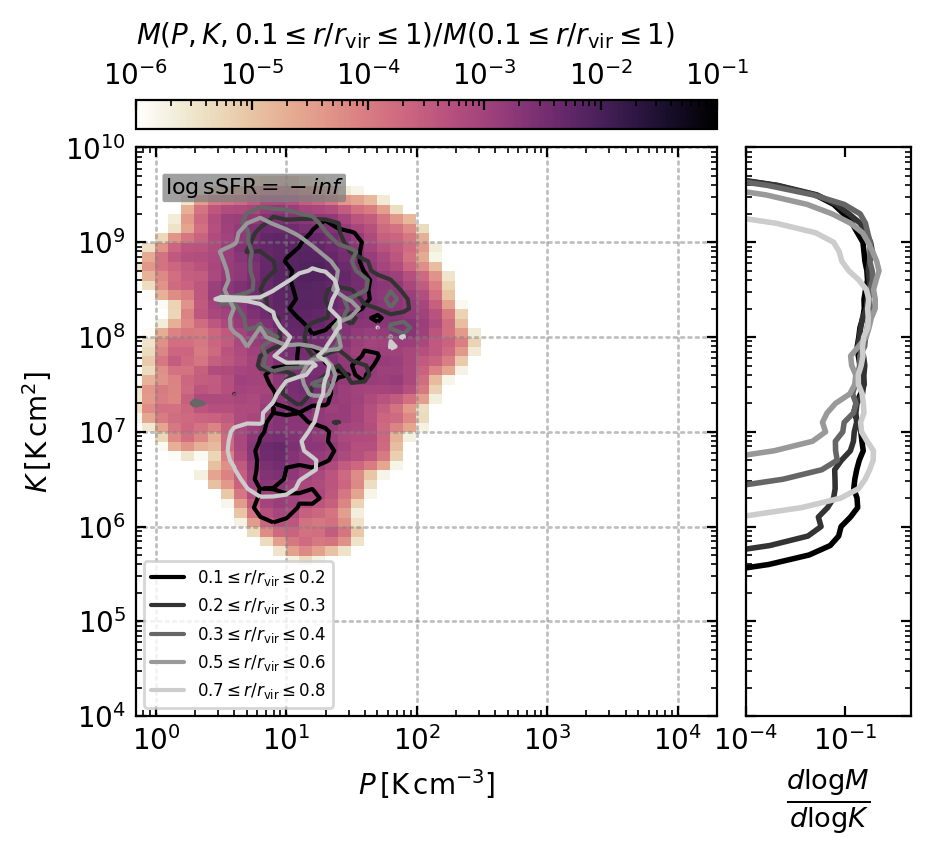 M(P, K, 0.1 ≤ r/r_vir ≤ 1)/M(0.1 ≤ r/r_vir ≤ 1)
10^−6 10^−5 10^−4 10^−3 10^−2 10^−1
10^10
log sSFR = −inf
10^9
10^8
10^7
10^6
10^5
10^4
K [K cm^2]
0.1 ≤ r/r_vir ≤ 0.2
0.2 ≤ r/r_vir ≤ 0.3
0.3 ≤ r/r_vir ≤ 0.4
0.5 ≤ r/r_vir ≤ 0.6
0.7 ≤ r/r_vir ≤ 0.8
10^0 10^1 10^2 10^3 10^4
P [K cm^−3]
10^−4 10^−1
dlogM
dlogK